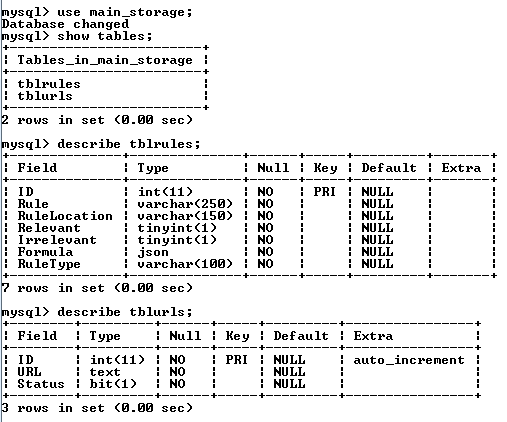 mysql> use main_storage;
Database changed
mysql> show tables;
+------------------------+
| Tables_in_main_storage |
+------------------------+
| tblrules               |
| tblurls                |
+------------------------+
2 rows in set (0.00 sec)
mysql> describe tblrules;
+--------------+--------------+------+-----+---------+-------+
| Field        | Type         | Null | Key | Default | Extra |
+--------------+--------------+------+-----+---------+-------+
| ID           | int(11)      | NO   | PRI | NULL    |       |
| Rule         | varchar(250) | NO   |     | NULL    |       |
| RuleLocation | varchar(150) | NO   |     | NULL    |       |
| Relevant     | tinyint(1)   | NO   |     | NULL    |       |
| Irrelevant   | tinyint(1)   | NO   |     | NULL    |       |
| Formula      | json         | NO   |     | NULL    |       |
| RuleType     | varchar(100) | NO   |     | NULL    |       |
+--------------+--------------+------+-----+---------+-------+
7 rows in set (0.00 sec)
mysql> describe tblurls;
+--------+---------+------+-----+---------+----------------+
| Field  | Type    | Null | Key | Default | Extra          |
+--------+---------+------+-----+---------+----------------+
| ID     | int(11) | NO   | PRI | NULL    | auto_increment |
| URL    | text    | NO   |     | NULL    |                |
| Status | bit(1)  | NO   |     | NULL    |                |
+--------+---------+------+-----+---------+----------------+
3 rows in set (0.00 sec)